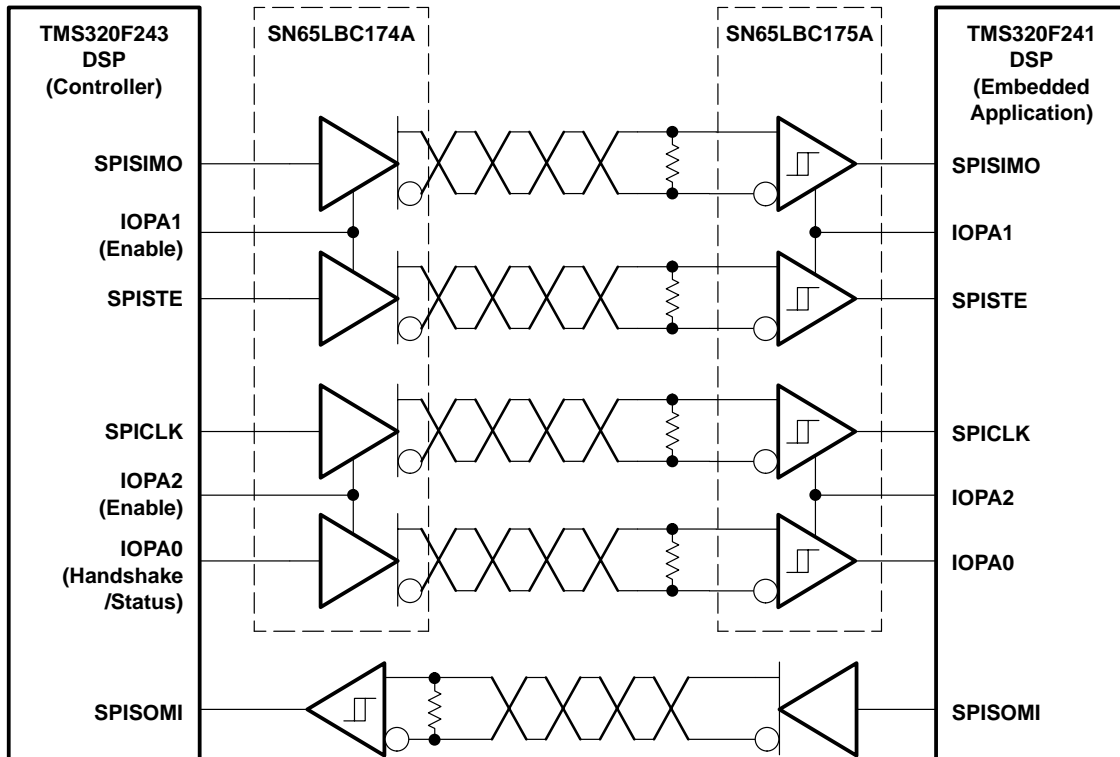 TMS320F243
DSP
(Controller)
SPISIMO
IOPA1
(Enable)
SPISTE
SPICLK
IOPA2
(Enable)
IOPA0
(Handshake
/Status)
SPISOMI
SN65LBC174A
SN65LBC175A
TMS320F241
DSP
(Embedded
Application)
SPISIMO
IOPA1
SPISTE
SPICLK
IOPA2
IOPA0
SPISOMI